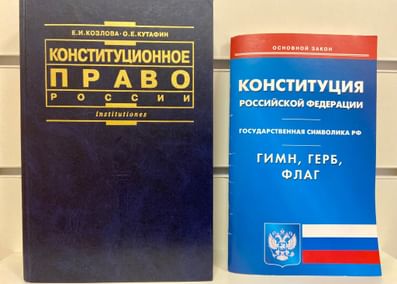 Е.И.КОЗЛОВА · О.Е.КУТАФИН
КОНСТИТУЦИОННОЕ
ПРАВО
РОССИИ
institutiones
ОСНОВНОЙ ЗАКОН
КОНСТИТУЦИЯ
РОССИЙСКОЙ ФЕДЕРАЦИИ
ГОСУДАРСТВЕННАЯ СИМВОЛИКА РФ
ГИМН, ГЕРБ,
ФЛАГ